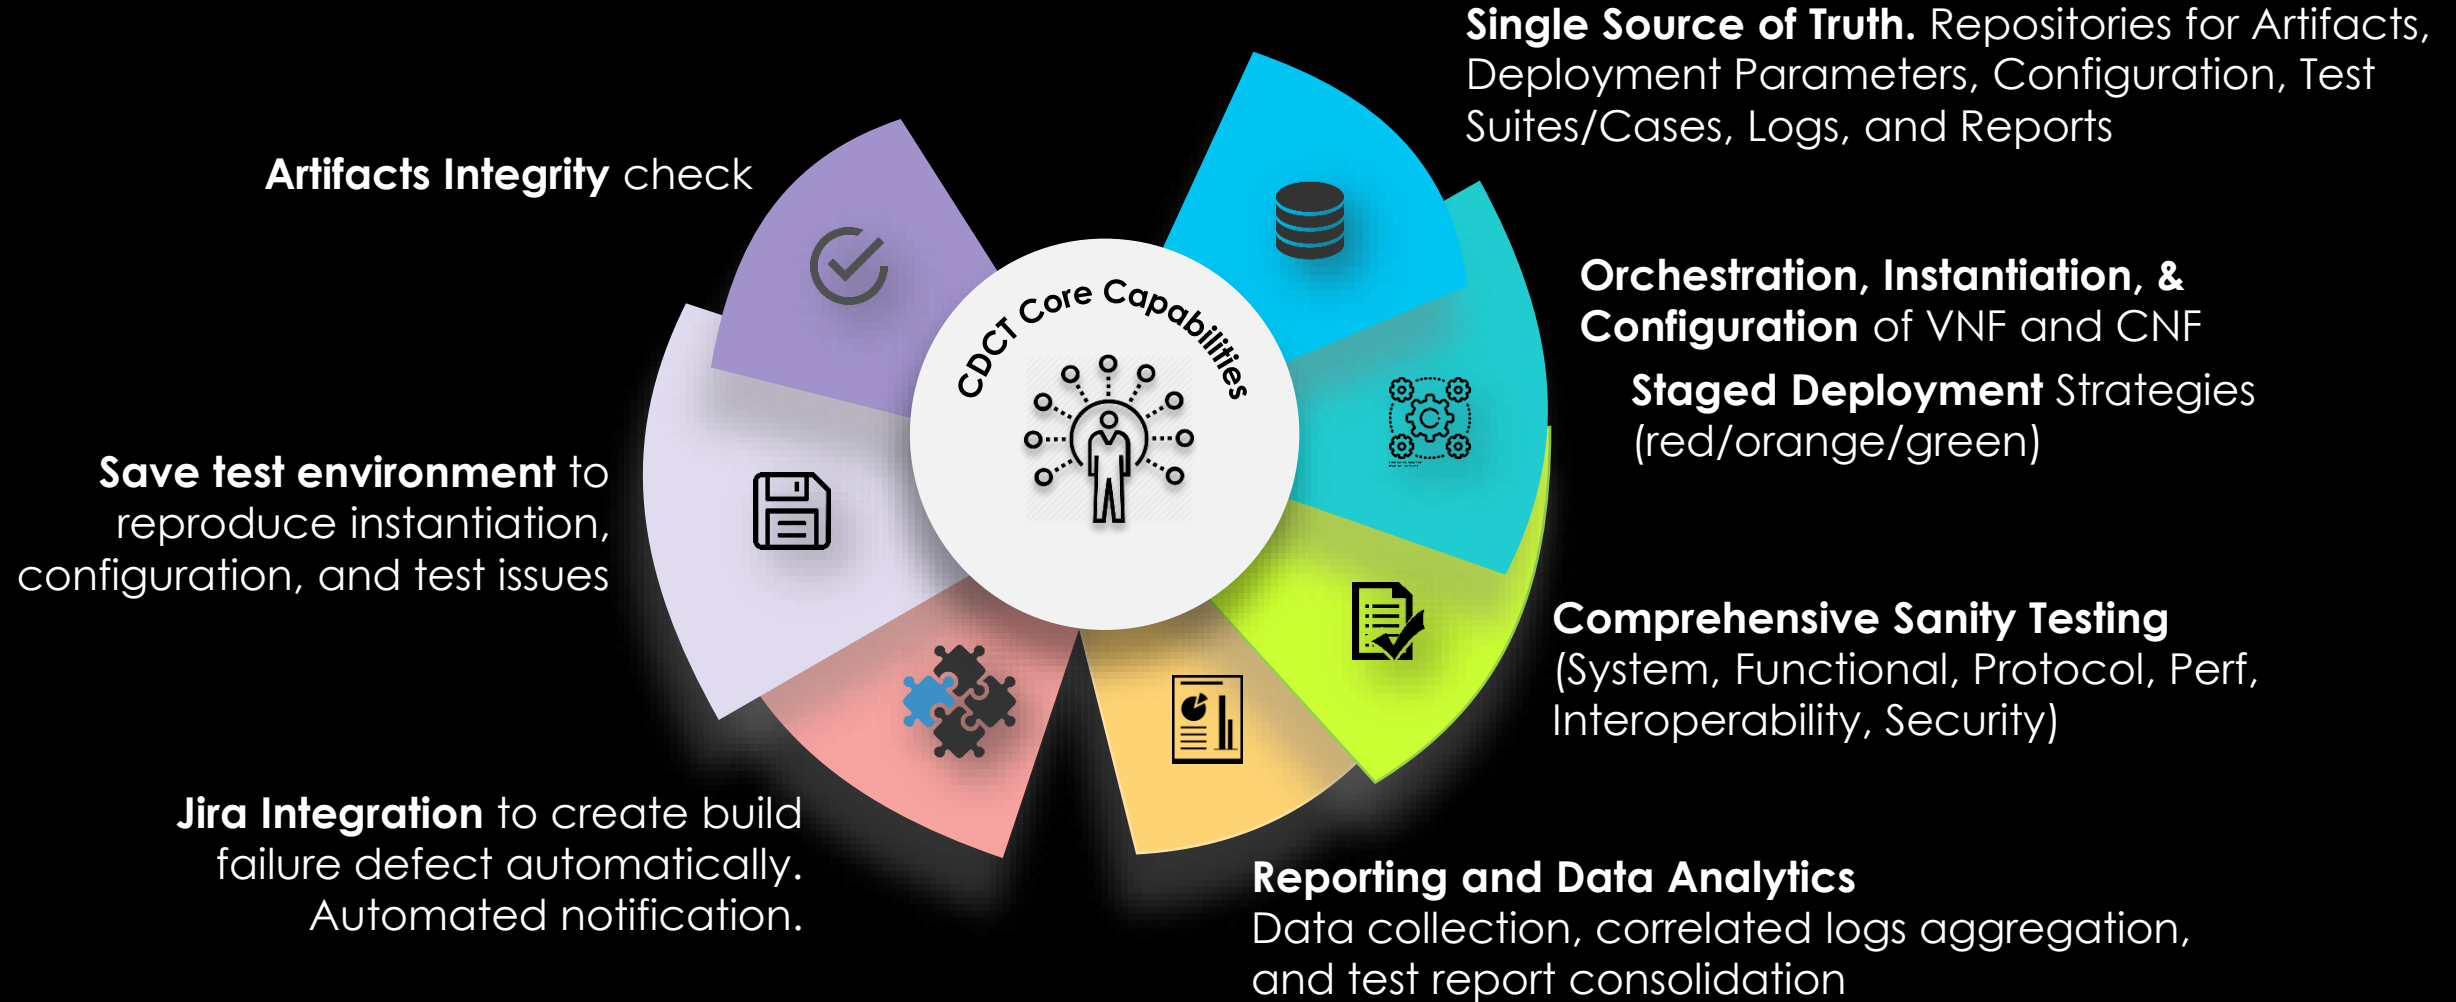 Single Source of Truth. Repositories for Artifacts,
Deployment Parameters, Configuration, Test
Suites/Cases, Logs, and Reports
Artifacts Integrity check
Orchestration, Instantiation, &
Configuration of VNF and CNF
Staged Deployment Strategies
(red/orange/green)
CDCT Core Capabilities
Save test environment to
reproduce instantiation,
configuration, and test issues
Comprehensive Sanity Testing
(System, Functional, Protocol, Perf,
Interoperability, Security)
Jira Integration to create build
failure defect automatically.
Automated notification.
Reporting and Data Analytics
Data collection, correlated logs aggregation,
and test report consolidation